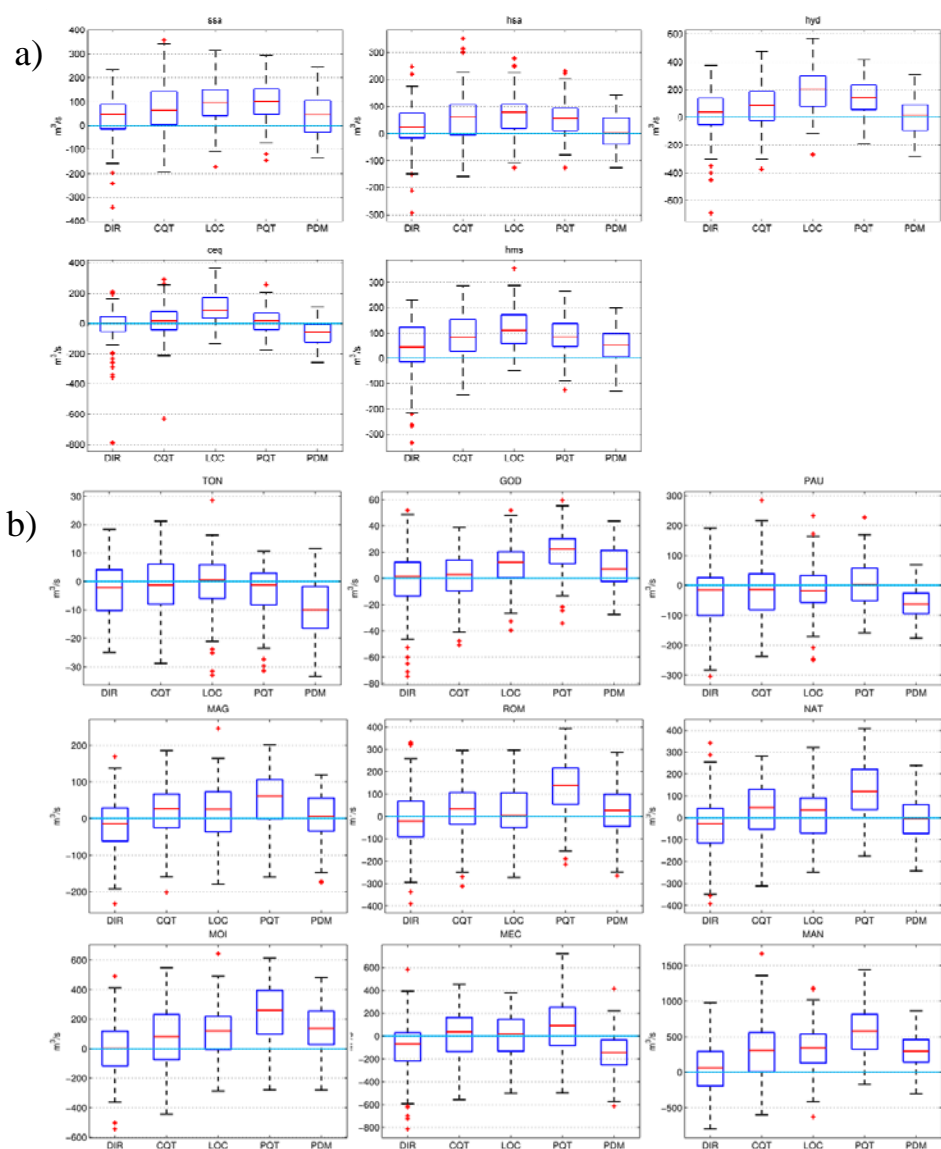 a)
ssa
hsa
hyd
400
300
200
100
0
-100
-200
-300
400
m³/s
DIR CQT LOC PQT PDM
300
200
100
0
-100
-200
-300
m³/s
DIR CQT LOC PQT PDM
600
400
200
0
-200
-400
-600
m³/s
DIR CQT LOC PQT PDM
ceq
hms
400
200
0
-200
-400
-600
-800
m³/s
DIR CQT LOC PQT PDM
300
200
100
0
-100
-200
-300
m³/s
DIR CQT LOC PQT PDM
b)
TON
GOD
PAU
30
20
10
0
-10
-20
-30
m³/s
DIR CQT LOC PQT PDM
60
40
20
0
-20
-40
-60
-80
m³/s
DIR CQT LOC PQT PDM
300
200
100
0
-100
-200
-300
m³/s
DIR CQT LOC PQT PDM
MAG
ROM
NAT
200
100
0
-100
-200
m³/s
DIR CQT LOC PQT PDM
400
300
200
100
0
-100
-200
-300
-400
m³/s
DIR CQT LOC PQT PDM
400
300
200
100
0
-100
-200
-300
-400
m³/s
DIR CQT LOC PQT PDM
MOI
MEC
MAN
600
400
200
0
-200
-400
-600
m³/s
DIR CQT LOC PQT PDM
600
400
200
0
-200
-400
-600
-800
DIR CQT LOC PQT PDM
1500
1000
500
0
-500
m³/s
DIR CQT LOC PQT PDM